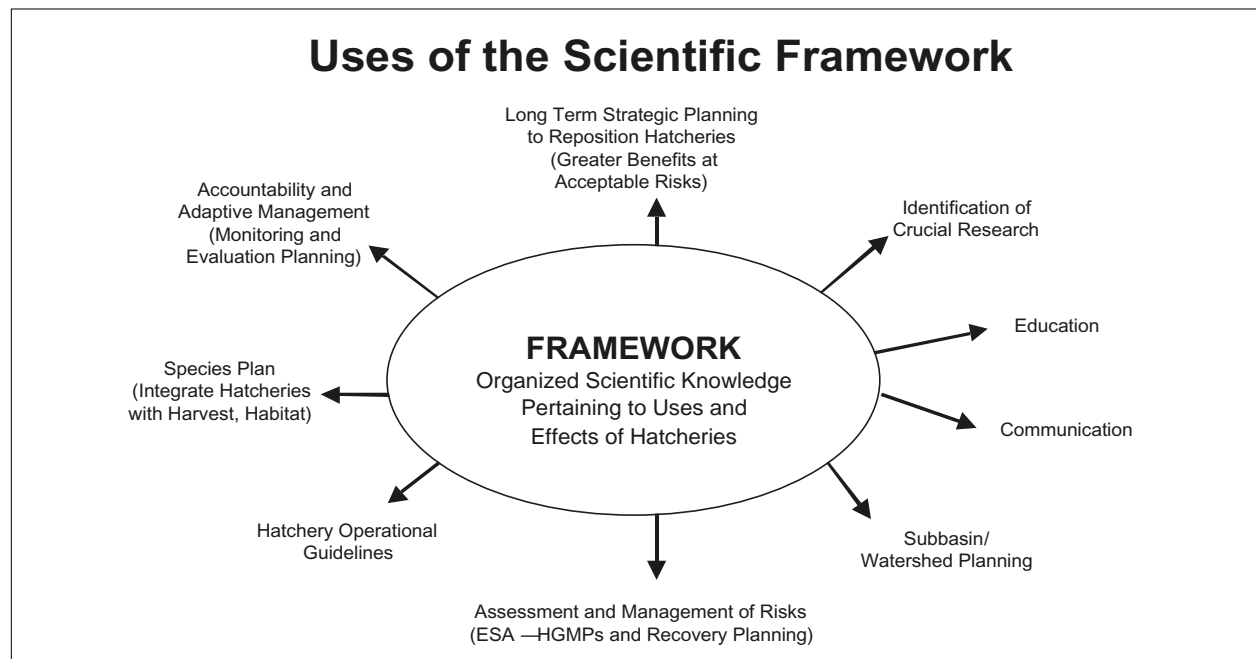 Uses of the Scientific Framework
Long Term Strategic Planning
to Reposition Hatcheries
(Greater Benefits at
Acceptable Risks)
Accountability and
Adaptive Management
(Monitoring and
Evaluation Planning)
Identification of
Crucial Research
Education
Communication
Subbasin/
Watershed Planning
Assessment and Management of Risks
(ESA —HGMPs and Recovery Planning)
Hatchery Operational
Guidelines
Species Plan
(Integrate Hatcheries
with Harvest, Habitat)
FRAMEWORK
Organized Scientific Knowledge
Pertaining to Uses and
Effects of Hatcheries